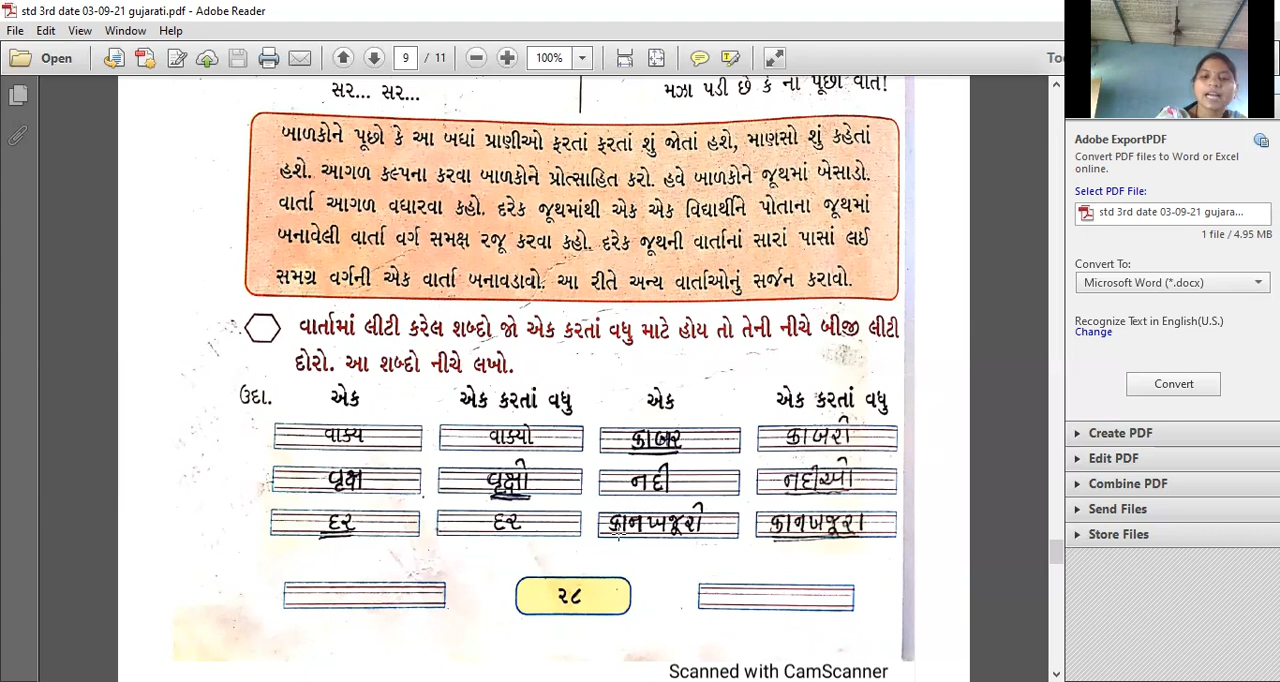 std 3rd date 03-09-21 gujarati.pdf - Adobe Reader
File Edit View Window Help
Open 9 / 11 100%
સર... સર... મઝા પડી છે કે ના પૂછો વાત!
બાળકોને પૂછો કે આ બધાં પ્રાણીઓ ફરતાં ફરતાં શું જોતાં હશે, માણસો શું કહેતાં
હશે. આગળ કલ્પના કરવા બાળકોને પ્રોત્સાહિત કરો. હવે બાળકોને જૂથમાં બેસાડો.
વાર્તા આગળ વધારવા કહો. દરેક જૂથમાંથી એક એક વિદ્યાર્થીને પોતાના જૂથમાં
બનાવેલી વાર્તા વર્ગ સમક્ષ રજૂ કરવા કહો. દરેક જૂથની વાર્તાનાં સારાં પાસાં લઈ
સમગ્ર વર્ગની એક વાર્તા બનાવડાવો. આ રીતે અન્ય વાર્તાઓનું સર્જન કરાવો.
વાર્તામાં લીટી કરેલ શબ્દો જો એક કરતાં વધુ માટે હોય તો તેની નીચે બીજી લીટી
દોરો. આ શબ્દો નીચે લખો.
ઉદા. એક એક કરતાં વધુ એક એક કરતાં વધુ
વાક્ય વાક્યો કાબર કાબરો
વૃક્ષ વૃક્ષો નદી નદીઓ
દર દર કાનખજૂરો કાનખજૂરા
૨૮
Scanned with CamScanner
Adobe ExportPDF
Convert PDF files to Word or Excel
online.
Select PDF File:
std 3rd date 03-09-21 gujara...
1 file / 4.95 MB
Convert To:
Microsoft Word (*.docx)
Recognize Text in English(U.S.)
Change
Convert
Create PDF
Edit PDF
Combine PDF
Send Files
Store Files